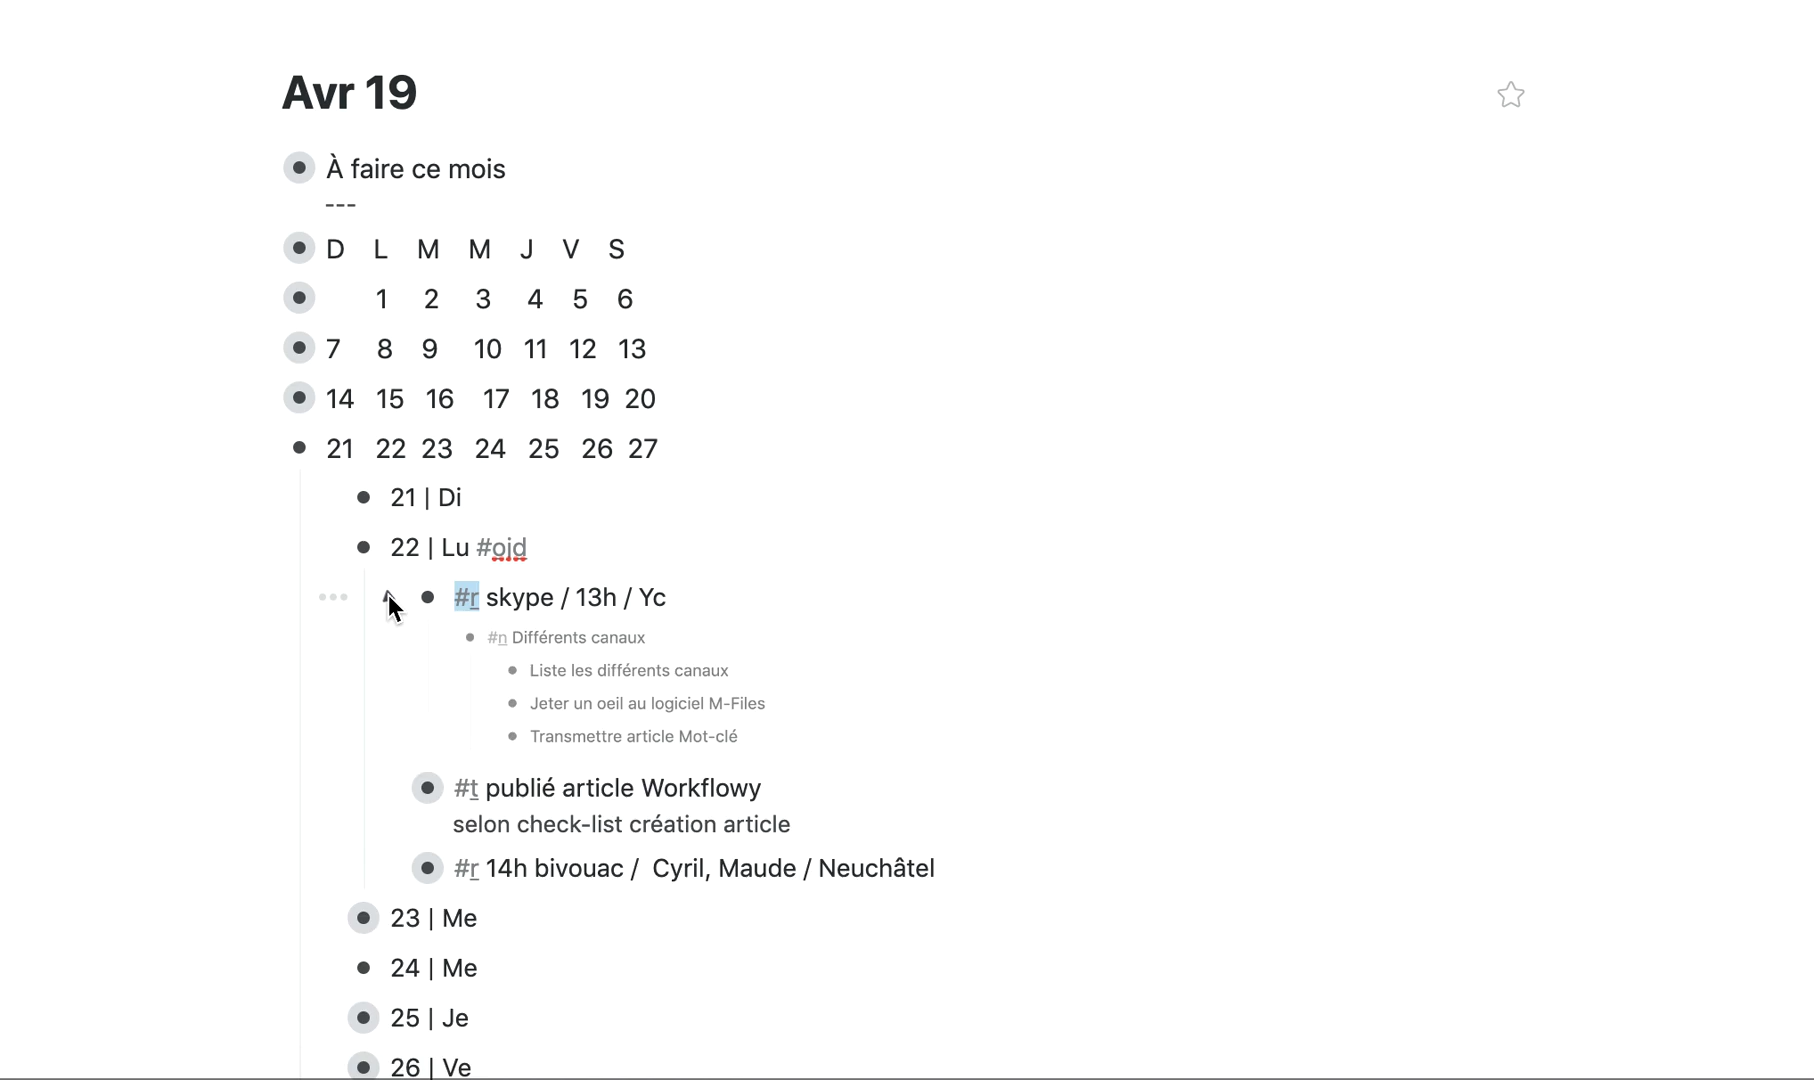 Avr 19
À faire ce mois
---
D L M M J V S
1 2 3 4 5 6
7 8 9 10 11 12 13
14 15 16 17 18 19 20
21 22 23 24 25 26 27
21 | Di
22 | Lu #ojd
#r skype / 13h / Yc
#n Différents canaux
Liste les différents canaux
Jeter un oeil au logiciel M-Files
Transmettre article Mot-clé
#t publié article Workflowy
selon check-list création article
#r 14h bivouac / Cyril, Maude / Neuchâtel
23 | Me
24 | Me
25 | Je
26 | Ve